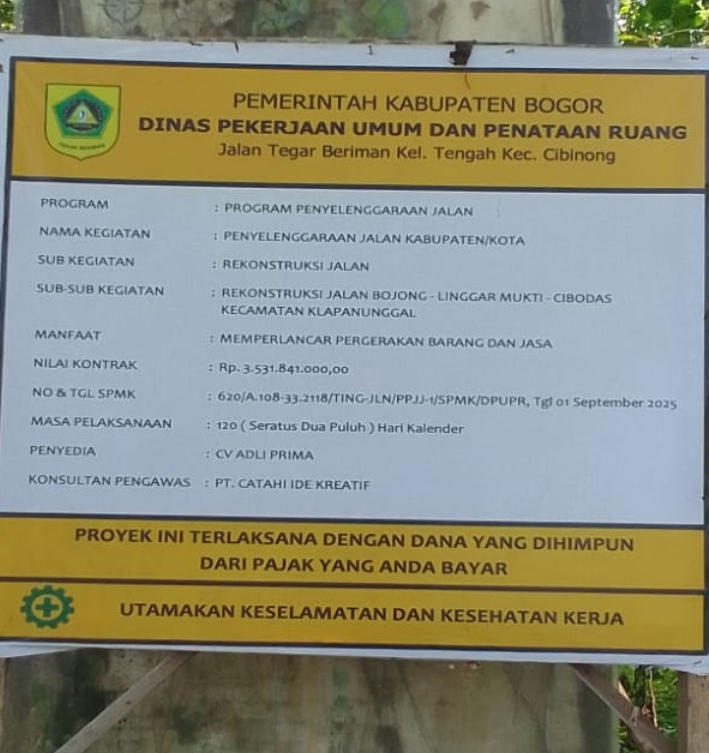 PEMERINTAH KABUPATEN BOGOR
DINAS PEKERJAAN UMUM DAN PENATAAN RUANG
Jalan Tegar Beriman Kel. Tengah Kec. Cibinong
TEGAR BERIMAN
PROGRAM : PROGRAM PENYELENGGARAAN JALAN
NAMA KEGIATAN : PENYELENGGARAAN JALAN KABUPATEN/KOTA
SUB KEGIATAN : REKONSTRUKSI JALAN
SUB-SUB KEGIATAN : REKONSTRUKSI JALAN BOJONG - LINGGAR MUKTI - CIBODAS
KECAMATAN KLAPANUNGGAL
MANFAAT : MEMPERLANCAR PERGERAKAN BARANG DAN JASA
NILAI KONTRAK : Rp. 3.531.841.000,00
NO & TGL SPMK : 620/A.108-33.2118/TING-JLN/PPJJ-1/SPMK/DPUPR, Tgl 01 September 2025
MASA PELAKSANAAN : 120 ( Seratus Dua Puluh ) Hari Kalender
PENYEDIA : CV ADLI PRIMA
KONSULTAN PENGAWAS : PT. CATAHI IDE KREATIF
PROYEK INI TERLAKSANA DENGAN DANA YANG DIHIMPUN
DARI PAJAK YANG ANDA BAYAR
UTAMAKAN KESELAMATAN DAN KESEHATAN KERJA